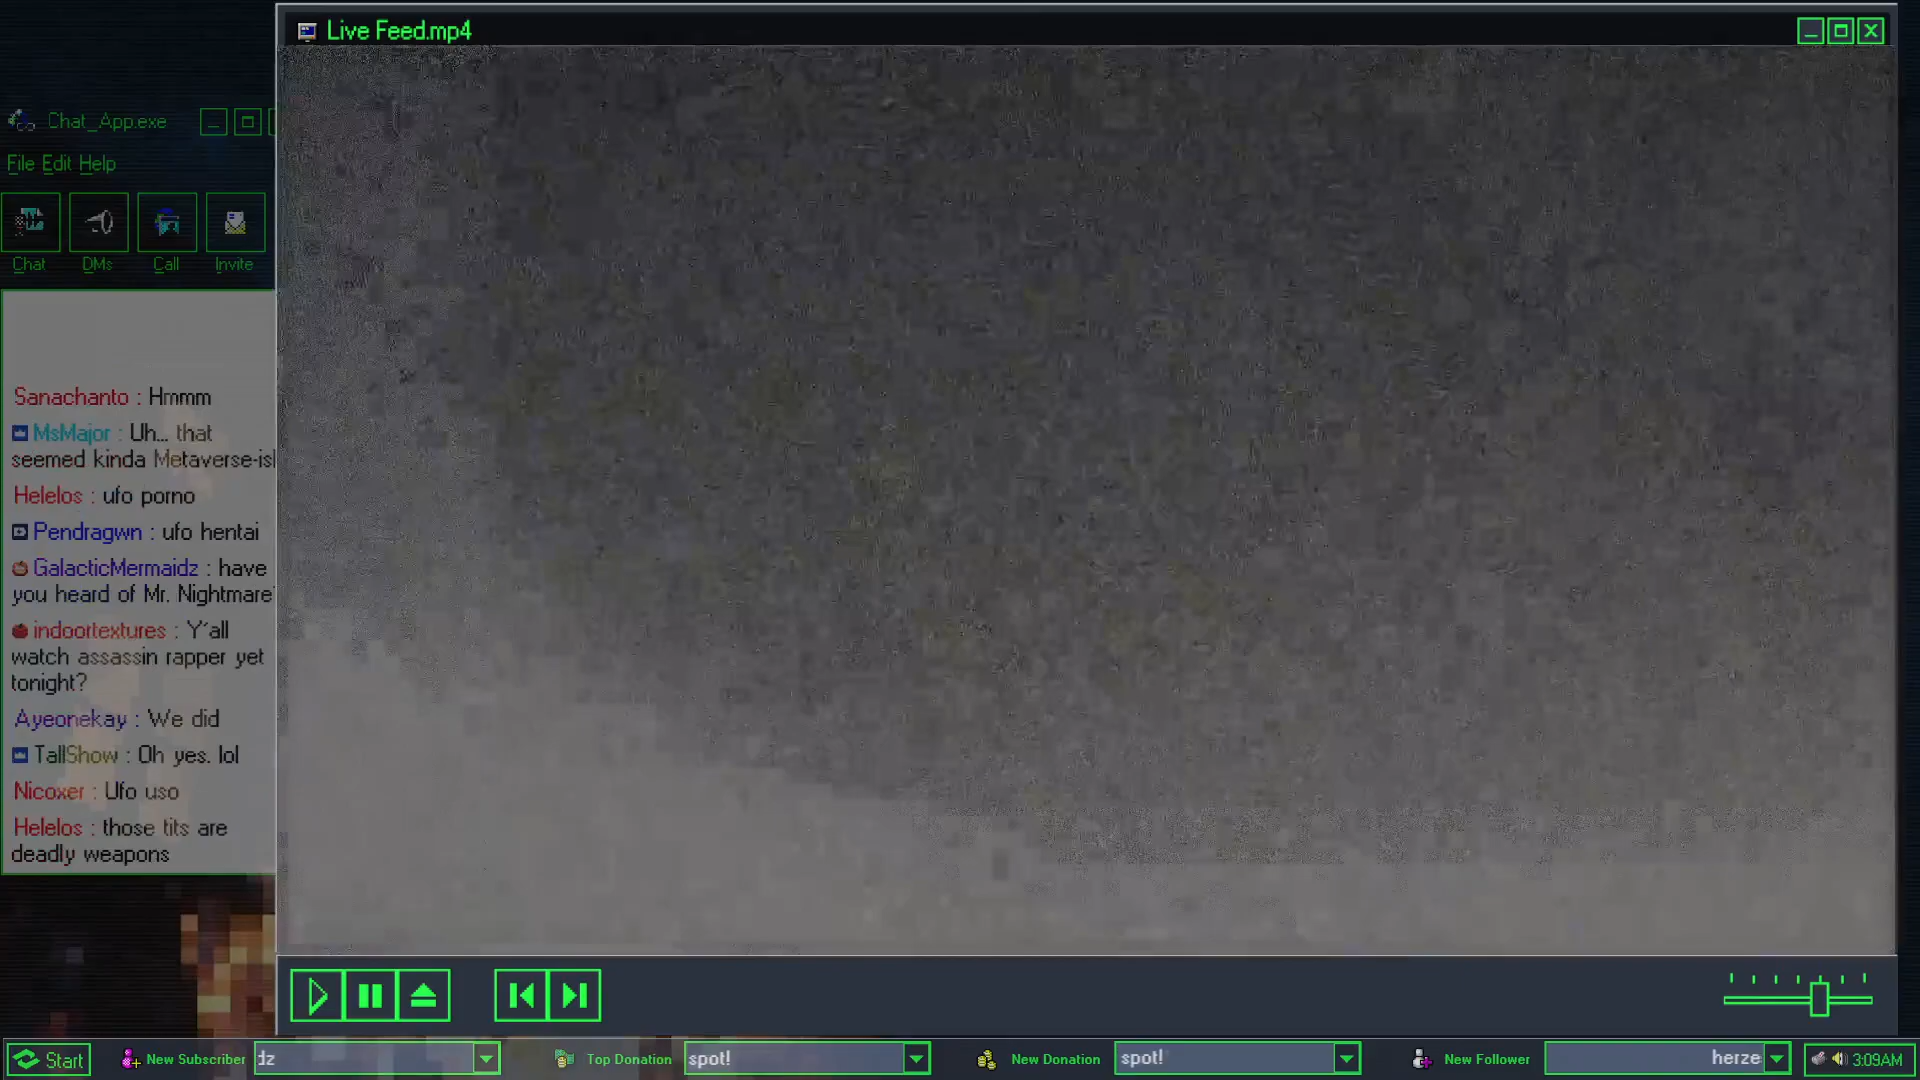 Live Feed.mp4
Chat_App.exe
File Edit Help
Chat DMs Call Invite
Sanachanto : Hmmm
MsMajor : Uh... that
seemed kinda Metaverse-is
Helelos : ufo porno
Pendragwn : ufo hentai
GalacticMermaidz : have
you heard of Mr. Nightmare
indoortextures : Y'all
watch assassin rapper yet
tonight?
Ayeonekay : We did
TallShow : Oh yes. lol
Nicoxer : Ufo uso
Helelos : those tits are
deadly weapons
Start New Subscriber dz Top Donation spot! New Donation spot! New Follower herze 3:09AM